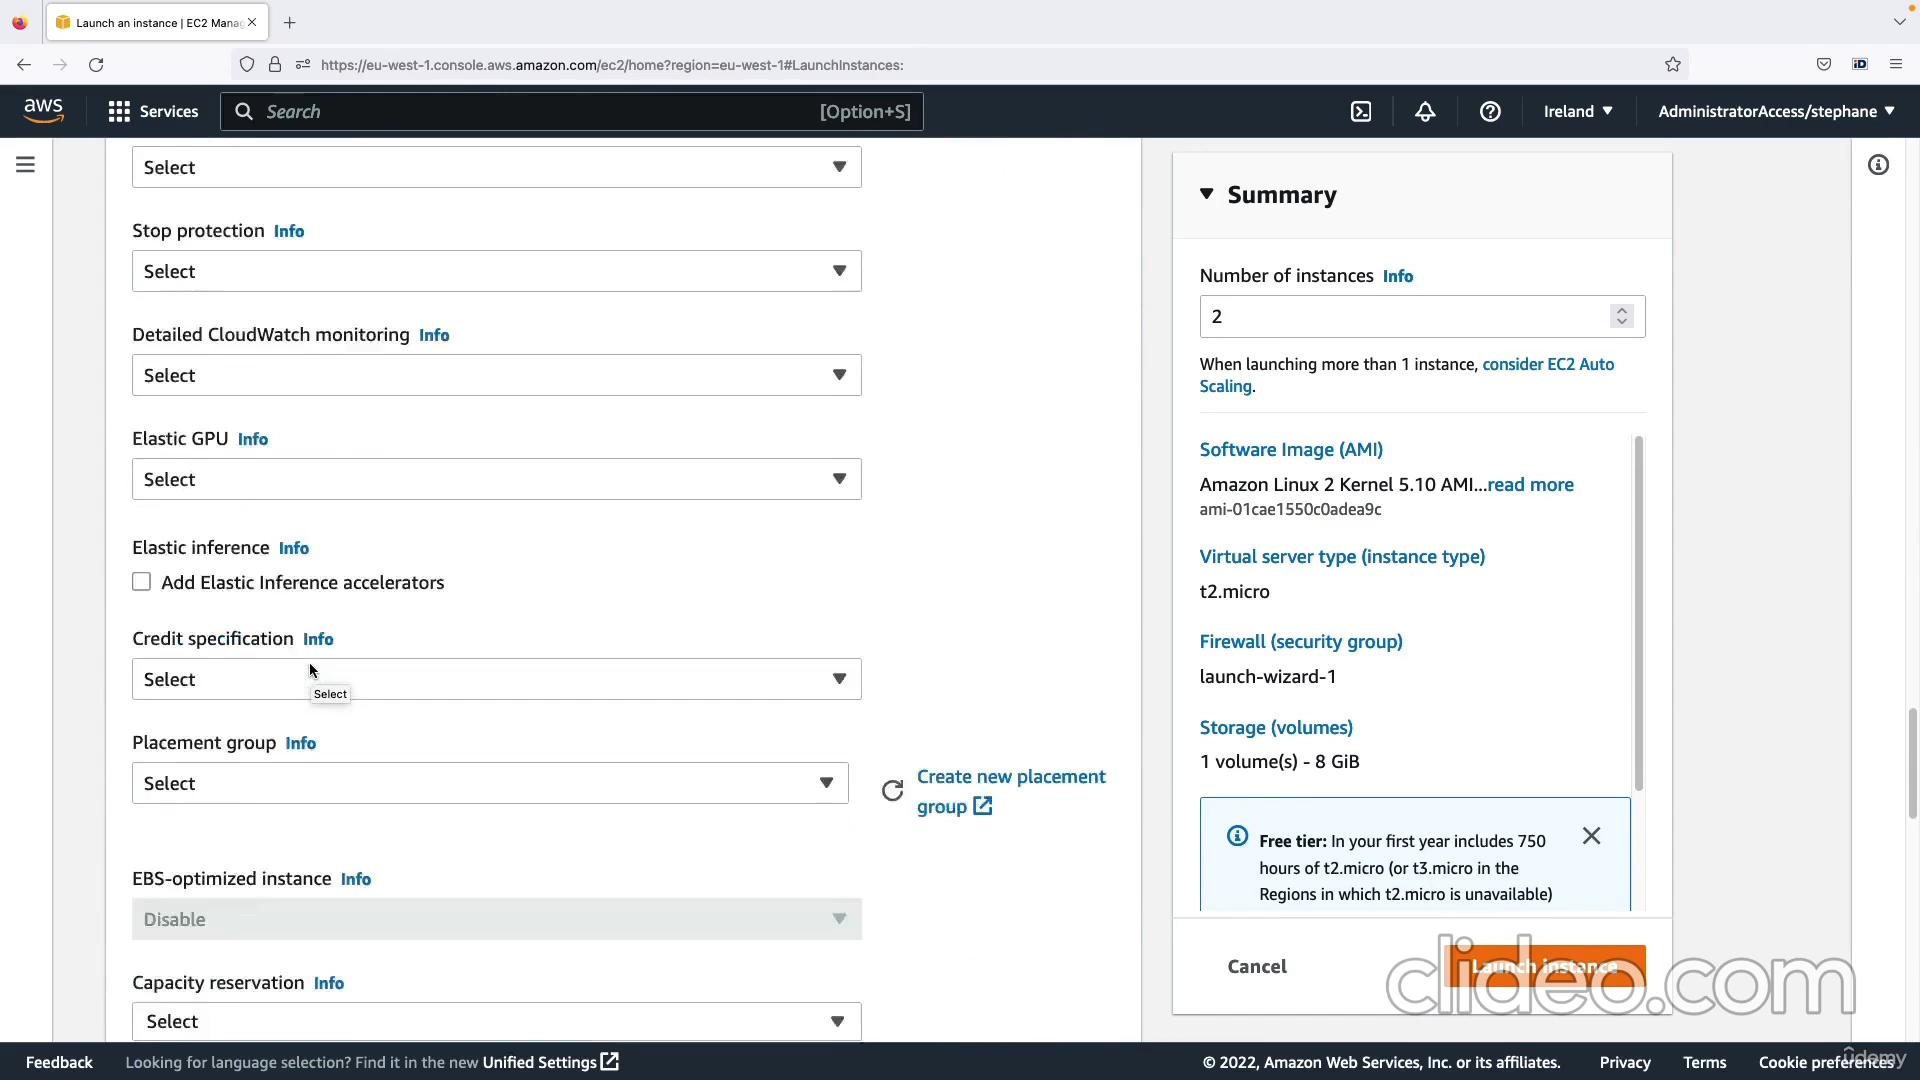 Launch an instance | EC2 Mana
https://eu-west-1.console.aws.amazon.com/ec2/home?region=eu-west-1#LaunchInstances:
aws
Services
Search
[Option+S]
Ireland
AdministratorAccess/stephane
Select
Stop protection Info
Select
Detailed CloudWatch monitoring Info
Select
Elastic GPU Info
Select
Elastic inference Info
Add Elastic Inference accelerators
Credit specification Info
Select
Select
Placement group Info
Select
Create new placement
group
EBS-optimized instance Info
Disable
Capacity reservation Info
Select
Summary
Number of instances Info
2
When launching more than 1 instance, consider EC2 Auto
Scaling.
Software Image (AMI)
Amazon Linux 2 Kernel 5.10 AMI...read more
ami-01cae1550c0adea9c
Virtual server type (instance type)
t2.micro
Firewall (security group)
launch-wizard-1
Storage (volumes)
1 volume(s) - 8 GiB
Free tier: In your first year includes 750
hours of t2.micro (or t3.micro in the
Regions in which t2.micro is unavailable)
Cancel
Launch instance
clideo.com
Feedback
Looking for language selection? Find it in the new Unified Settings
© 2022, Amazon Web Services, Inc. or its affiliates.
Privacy
Terms
Cookie preferences
udemy